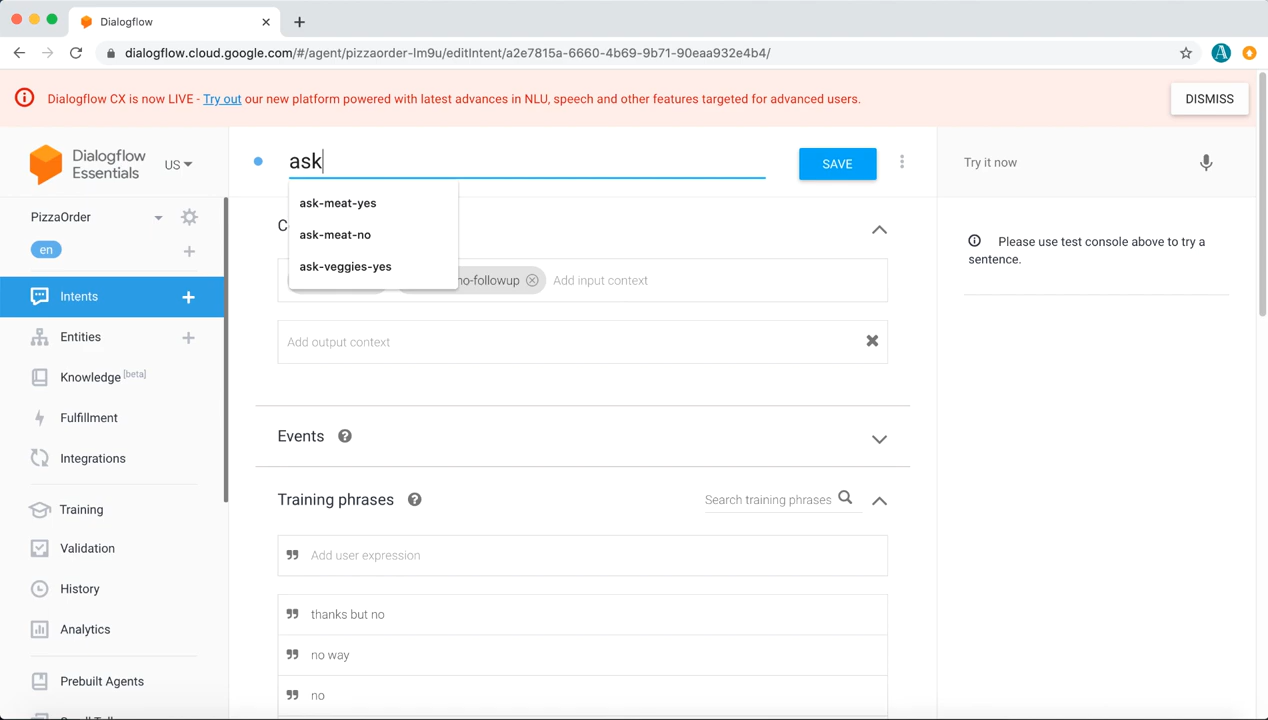 Dialogflow
dialogflow.cloud.google.com/#/agent/pizzaorder-lm9u/editIntent/a2e7815a-6660-4b69-9b71-90eaa932e4b4/
Dialogflow CX is now LIVE - Try out our new platform powered with latest advances in NLU, speech and other features targeted for advanced users.
DISMISS
Dialogflow
Essentials
US
ask
SAVE
Try it now
ask-meat-yes
ask-meat-no
ask-veggies-yes
PizzaOrder
en
Intents
Entities
Knowledge [beta]
Fulfillment
Integrations
Training
Validation
History
Analytics
Prebuilt Agents
no-followup
Add input context
Add output context
Events
Training phrases
Search training phrases
Add user expression
thanks but no
no way
no
Please use test console above to try a
sentence.